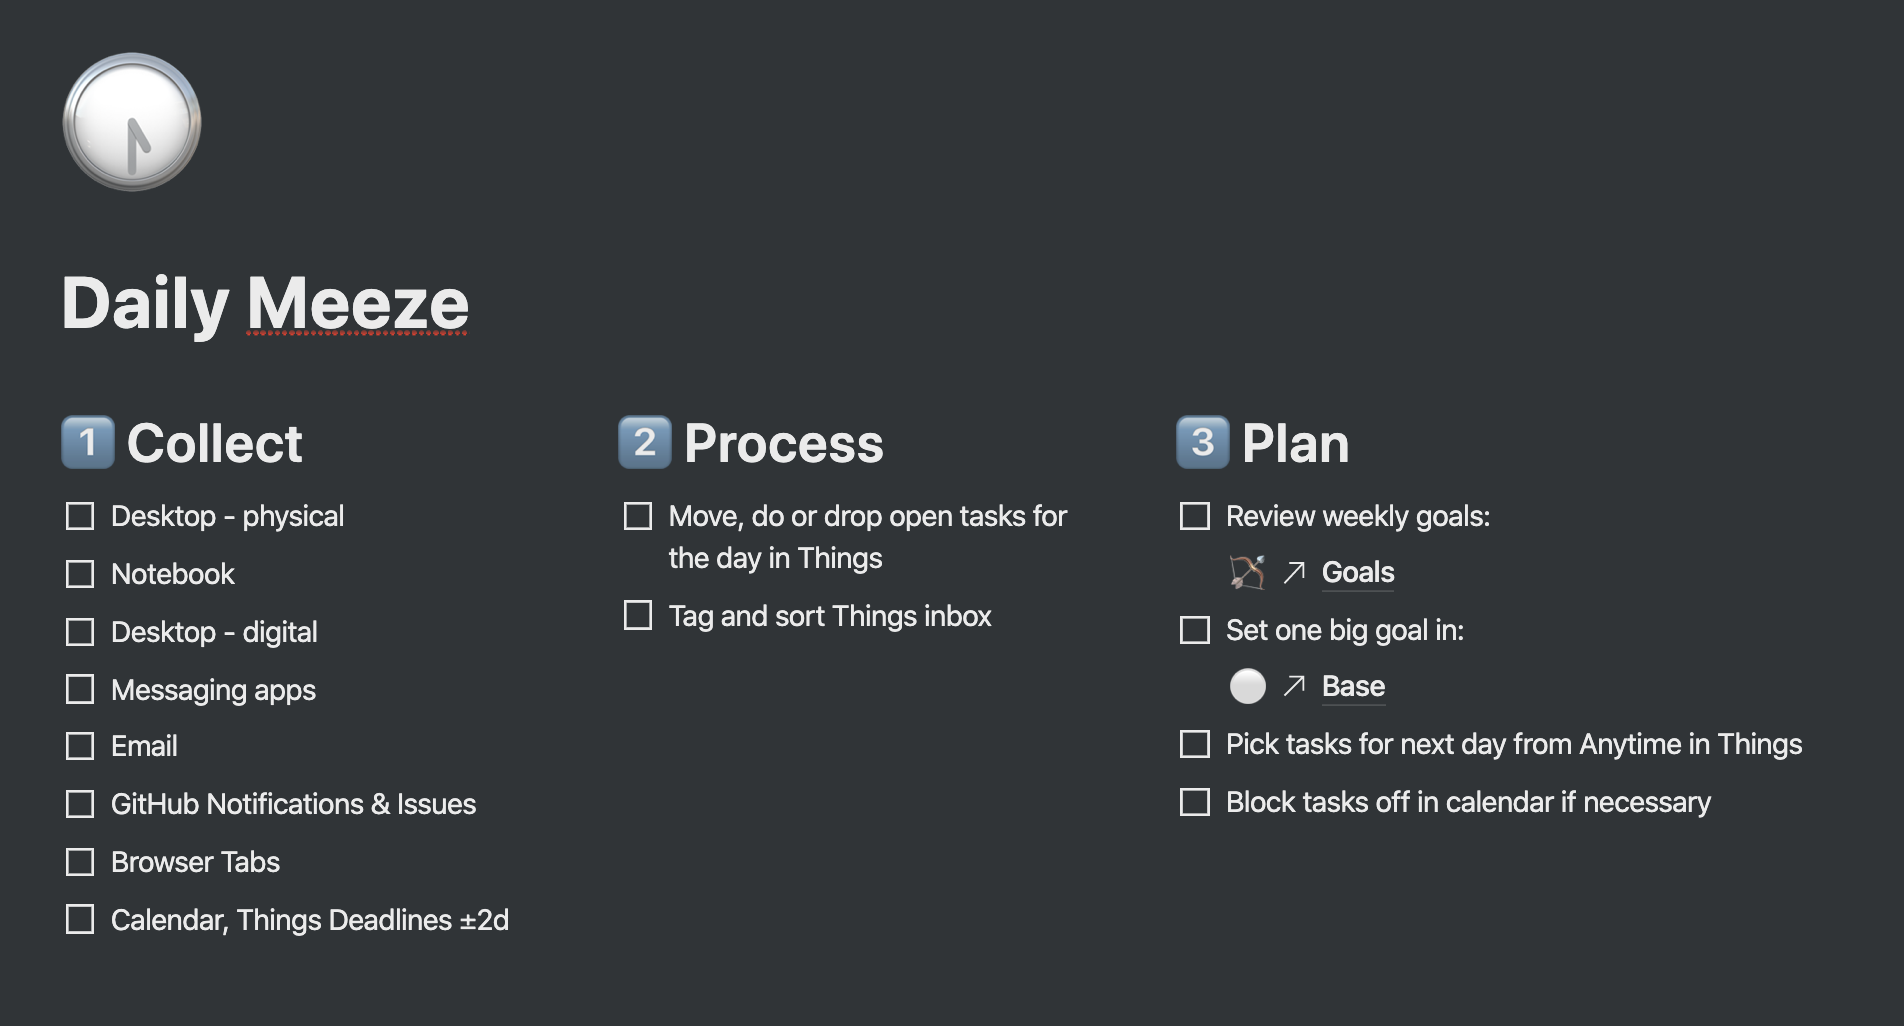 Daily Meeze
1 Collect
Desktop - physical
Notebook
Desktop - digital
Messaging apps
Email
GitHub Notifications & Issues
Browser Tabs
Calendar, Things Deadlines ±2d
2 Process
Move, do or drop open tasks for
the day in Things
Tag and sort Things inbox
3 Plan
Review weekly goals:
Goals
Set one big goal in:
Base
Pick tasks for next day from Anytime in Things
Block tasks off in calendar if necessary